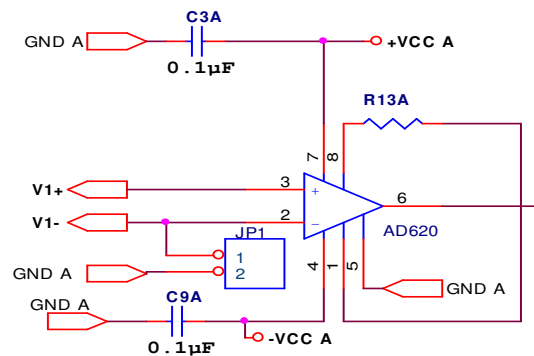 C3A
GND A
+VCC A
0.1µF
R13A
7
8
V1+
3
+
6
V1-
2
−
AD620
JP1
1
2
GND A
4
1
5
GND A
C9A
GND A
-VCC A
0.1µF